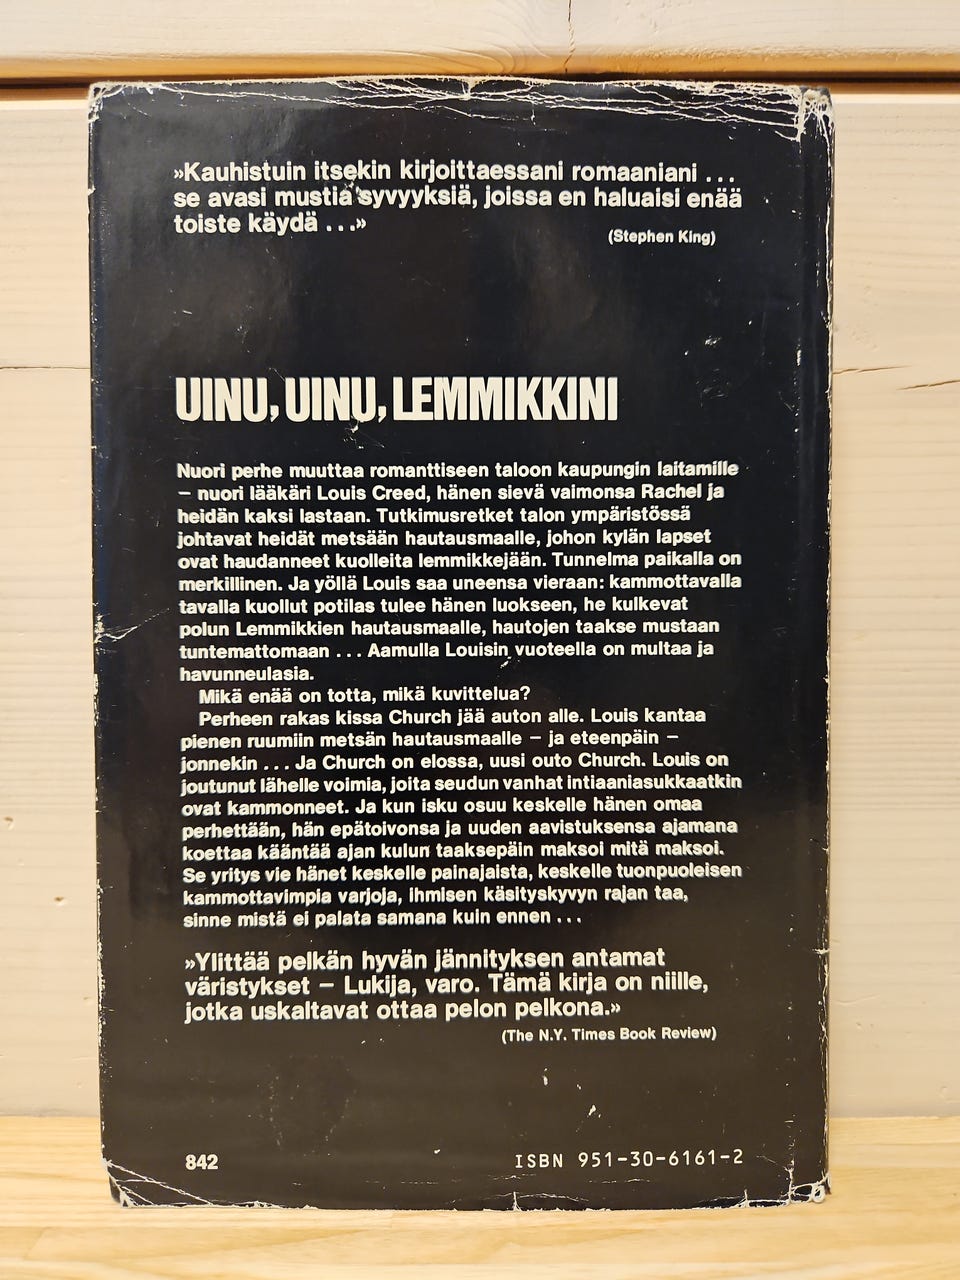 »Kauhistuin itsekin kirjoittaessani romaaniani ...
se avasi mustia syvyyksiä, joissa en haluaisi enää
toiste käydä ...»
(Stephen King)
UINU, UINU, LEMMIKKINI
Nuori perhe muuttaa romanttiseen taloon kaupungin laitamille
– nuori lääkäri Louis Creed, hänen sievä vaimonsa Rachel ja
heidän kaksi lastaan. Tutkimusretket talon ympäristössä
johtavat heidät metsään hautausmaalle, johon kylän lapset
ovat haudanneet kuolleita lemmikkejään. Tunnelma paikalla on
merkillinen. Ja yöllä Louis saa uneensa vieraan: kammottavalla
tavalla kuollut potilas tulee hänen luokseen, he kulkevat
polun Lemmikkien hautausmaalle, hautojen taakse mustaan
tuntemattomaan ... Aamulla Louisin vuoteella on multaa ja
havunneulasia.
Mikä enää on totta, mikä kuvittelua?
Perheen rakas kissa Church jää auton alle. Louis kantaa
pienen ruumiin metsän hautausmaalle – ja eteenpäin –
jonnekin ... Ja Church on elossa, uusi outo Church. Louis on
joutunut lähelle voimia, joita seudun vanhat intiaanisukkaatkin
ovat kammonneet. Ja kun isku osuu keskelle hänen omaa
perhettään, hän epätoivonsa ja uuden aavistuksensa ajamana
koettaa kääntää ajan kulun taaksepäin maksoi mitä maksoi.
Se yritys vie hänet keskelle painajaista, keskelle tuonpuoleisen
kammottavimpia varjoja, ihmisen käsityskyvyn rajan taa,
sinne mistä ei palata samana kuin ennen ...
»Ylittää pelkän hyvän jännityksen antamat
väristykset – Lukija, varo. Tämä kirja on niille,
jotka uskaltavat ottaa pelon pelkona.»
(The N.Y. Times Book Review)
842
ISBN 951-30-6161-2